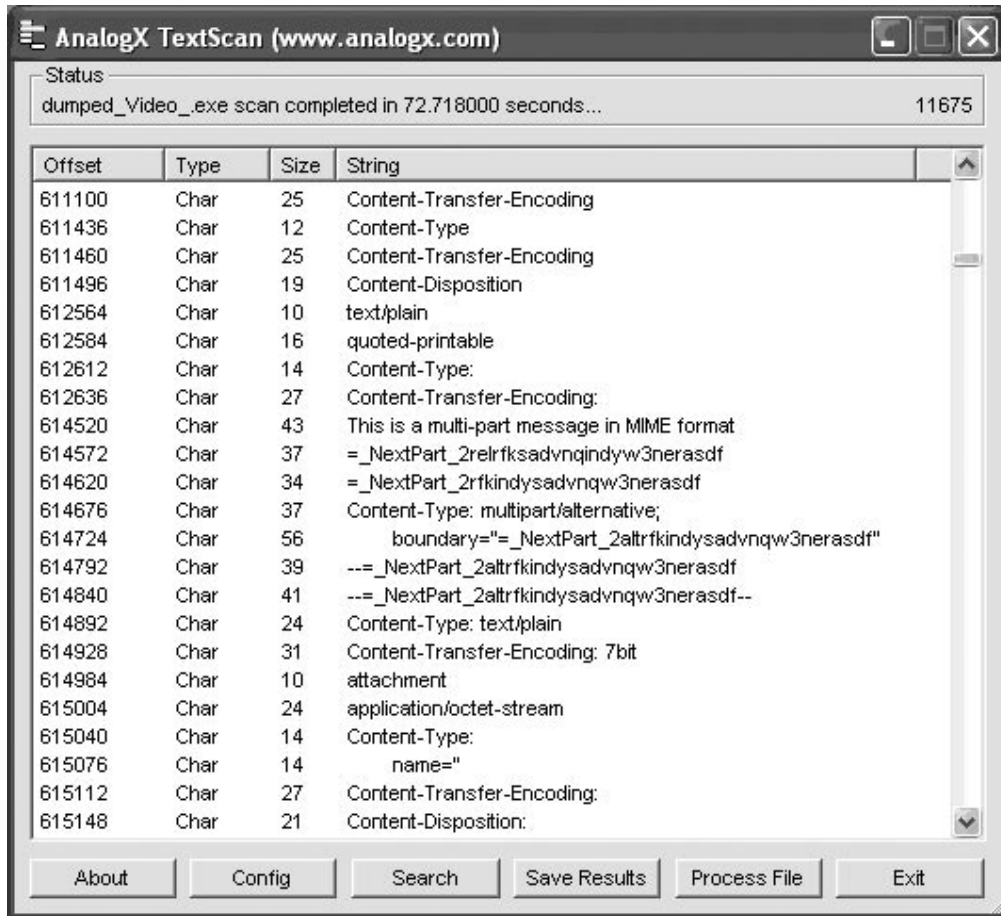 AnalogX TextScan (www.analogx.com)
Status
dumped_Video_.exe scan completed in 72.718000 seconds... 11675
Offset Type Size String
611100 Char 25 Content-Transfer-Encoding
611436 Char 12 Content-Type
611460 Char 25 Content-Transfer-Encoding
611496 Char 19 Content-Disposition
612564 Char 10 text/plain
612584 Char 16 quoted-printable
612612 Char 14 Content-Type:
612636 Char 27 Content-Transfer-Encoding:
614520 Char 43 This is a multi-part message in MIME format
614572 Char 37 =_NextPart_2relrfksadvnqindyw3nerasdf
614620 Char 34 =_NextPart_2rfkindysadvnqw3nerasdf
614676 Char 37 Content-Type: multipart/alternative;
614724 Char 56 boundary="=_NextPart_2altrfkindysadvnqw3nerasdf"
614792 Char 39 --=_NextPart_2altrfkindysadvnqw3nerasdf
614840 Char 41 --=_NextPart_2altrfkindysadvnqw3nerasdf--
614892 Char 24 Content-Type: text/plain
614928 Char 31 Content-Transfer-Encoding: 7bit
614984 Char 10 attachment
615004 Char 24 application/octet-stream
615040 Char 14 Content-Type:
615076 Char 14 name="
615112 Char 27 Content-Transfer-Encoding:
615148 Char 21 Content-Disposition:
About Config Search Save Results Process File Exit